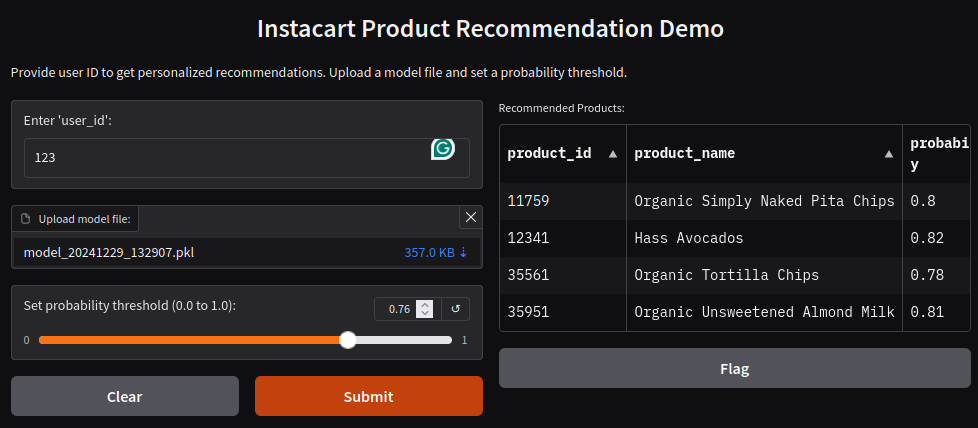 Instacart Product Recommendation Demo
Provide user ID to get personalized recommendations. Upload a model file and set a probability threshold.
Enter 'user_id':
123
Upload model file:
model_20241229_132907.pkl 357.0 KB ⇣
Set probability threshold (0.0 to 1.0): 0.76
0 1
Clear Submit
Recommended Products:
product_id product_name probabi
y
11759 Organic Simply Naked Pita Chips 0.8
12341 Hass Avocados 0.82
35561 Organic Tortilla Chips 0.78
35951 Organic Unsweetened Almond Milk 0.81
Flag